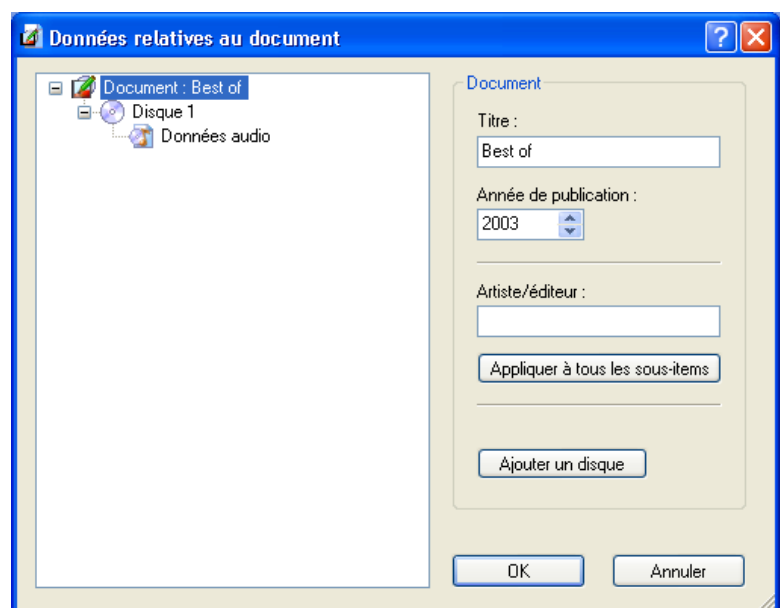 Données relatives au document
Document : Best of
Disque 1
Données audio
Document
Titre :
Best of
Année de publication :
2003
Artiste/éditeur :
Appliquer à tous les sous-items
Ajouter un disque
OK
Annuler